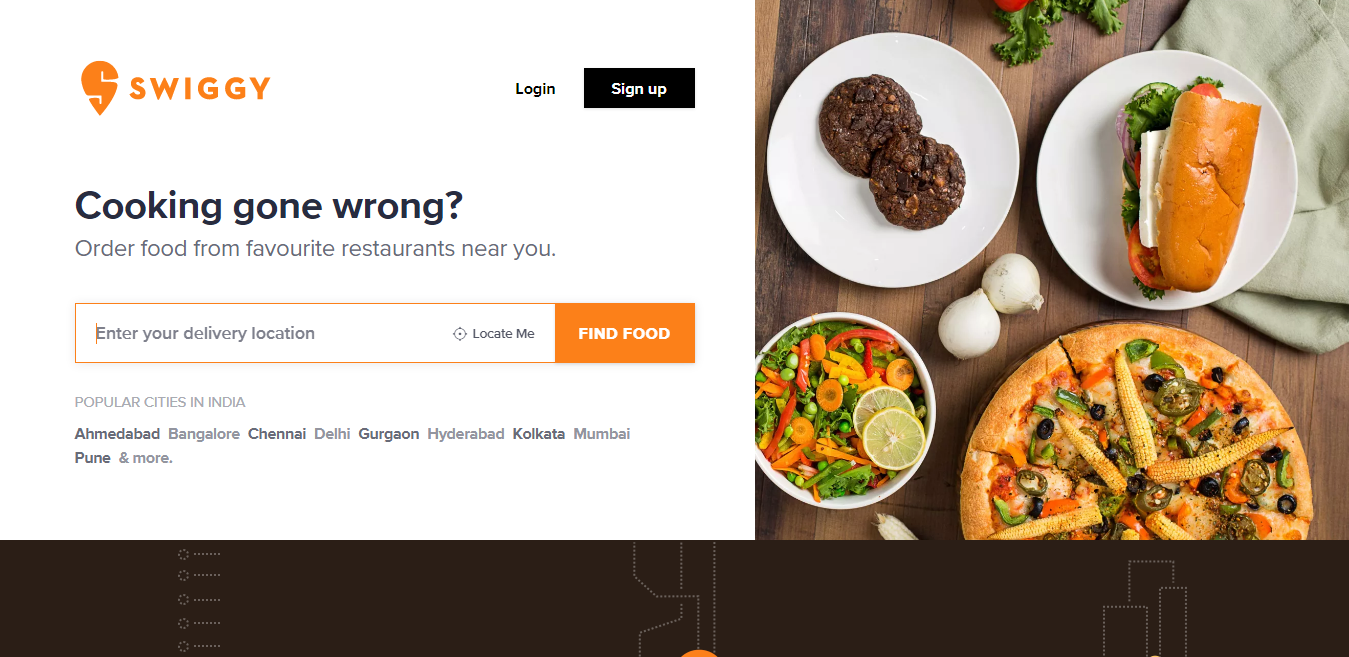 SWIGGY
Login
Sign up
Cooking gone wrong?
Order food from favourite restaurants near you.
Enter your delivery location
Locate Me
FIND FOOD
POPULAR CITIES IN INDIA
Ahmedabad Bangalore Chennai Delhi Gurgaon Hyderabad Kolkata Mumbai
Pune & more.